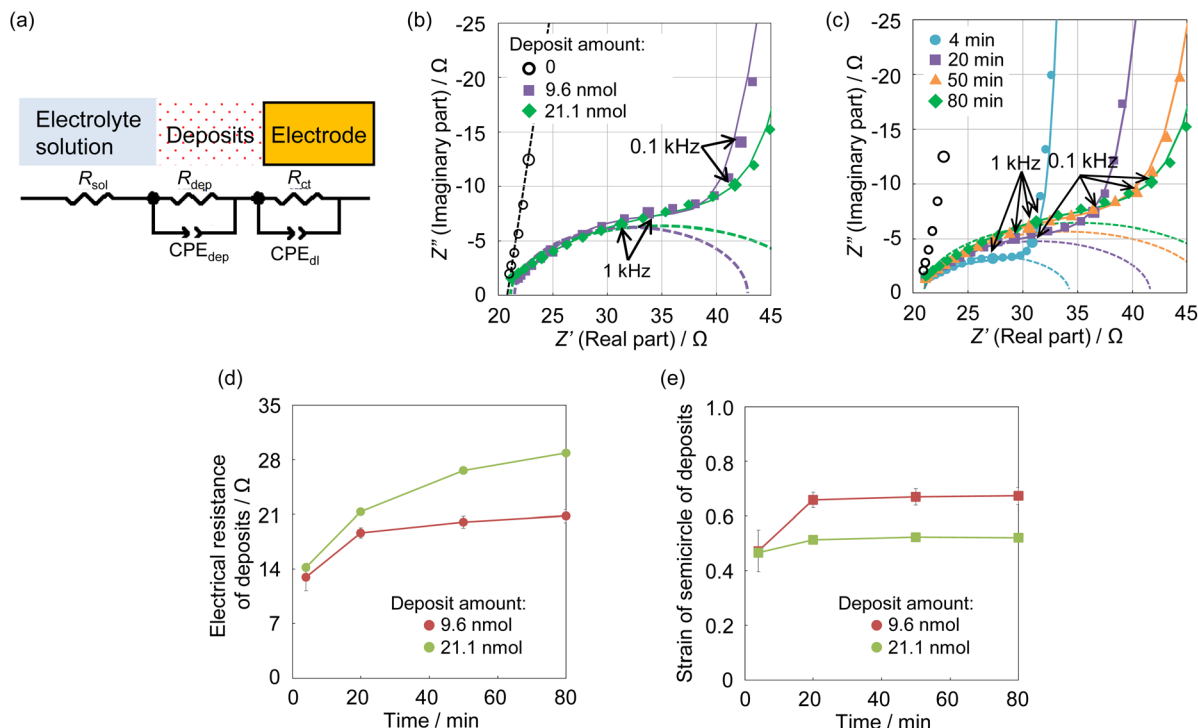 (a)
Electrolyte
solution
Deposits
Electrode
Rsol
Rdep
Rct
CPEdep
CPEdl
(b)
Z″ (Imaginary part) / Ω
-25
-20
-15
-10
-5
0
Deposit amount:
0
9.6 nmol
21.1 nmol
0.1 kHz
1 kHz
20 25 30 35 40 45
Z' (Real part) / Ω
(c)
Z″ (Imaginary part) / Ω
-25
-20
-15
-10
-5
0
4 min
20 min
50 min
80 min
1 kHz
0.1 kHz
20 25 30 35 40 45
Z' (Real part) / Ω
(d)
Electrical resistance
of deposits / Ω
35
28
21
14
7
0
Deposit amount:
9.6 nmol
21.1 nmol
0 20 40 60 80
Time / min
(e)
Strain of semicircle of deposits
1.0
0.8
0.6
0.4
0.2
0
Deposit amount:
9.6 nmol
21.1 nmol
0 20 40 60 80
Time / min